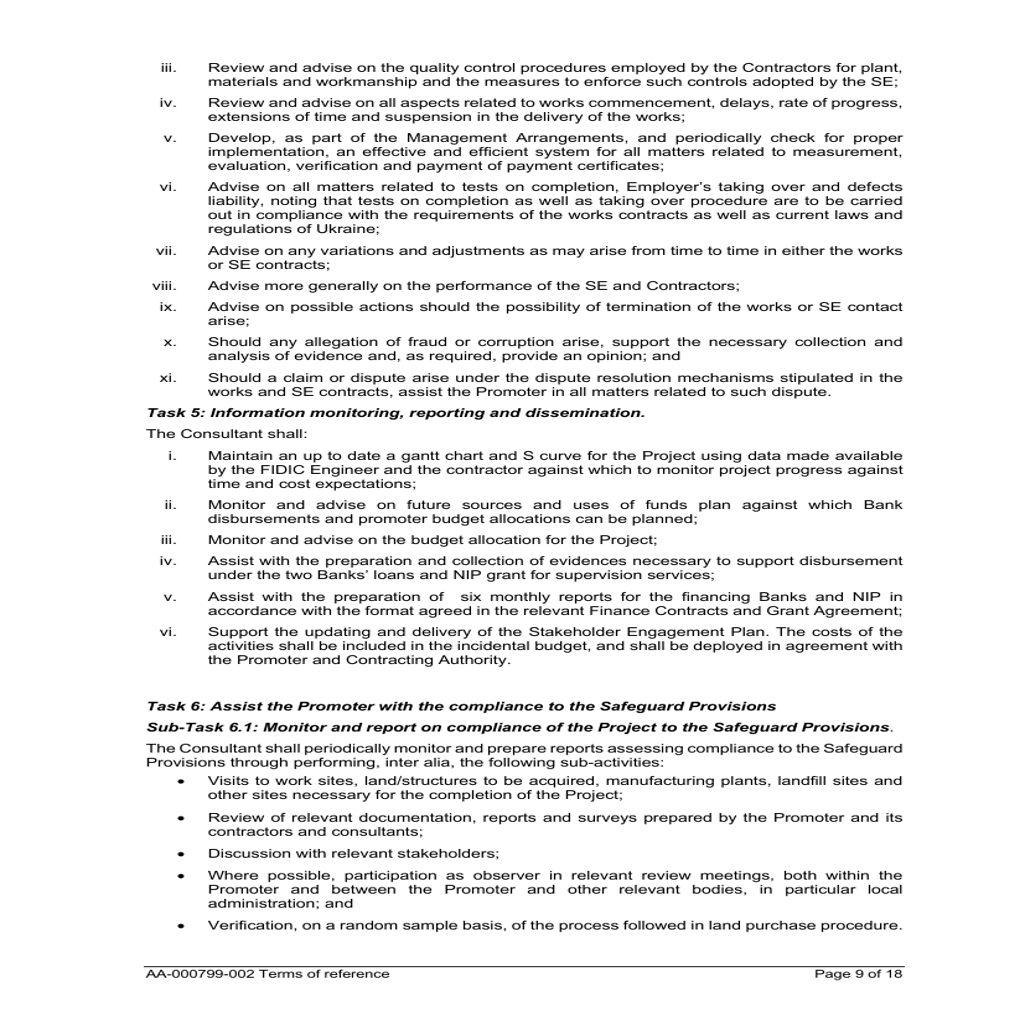 iii. Review and advise on the quality control procedures employed by the Contractors for plant,
materials and workmanship and the measures to enforce such controls adopted by the SE;
iv. Review and advise on all aspects related to works commencement, delays, rate of progress,
extensions of time and suspension in the delivery of the works;
v. Develop, as part of the Management Arrangements, and periodically check for proper
implementation, an effective and efficient system for all matters related to measurement,
evaluation, verification and payment of payment certificates;
vi. Advise on all matters related to tests on completion, Employer’s taking over and defects
liability, noting that tests on completion as well as taking over procedure are to be carried
out in compliance with the requirements of the works contracts as well as current laws and
regulations of Ukraine;
vii. Advise on any variations and adjustments as may arise from time to time in either the works
or SE contracts;
viii. Advise more generally on the performance of the SE and Contractors;
ix. Advise on possible actions should the possibility of termination of the works or SE contact
arise;
x. Should any allegation of fraud or corruption arise, support the necessary collection and
analysis of evidence and, as required, provide an opinion; and
xi. Should a claim or dispute arise under the dispute resolution mechanisms stipulated in the
works and SE contracts, assist the Promoter in all matters related to such dispute.
Task 5: Information monitoring, reporting and dissemination.
The Consultant shall:
i. Maintain an up to date a gantt chart and S curve for the Project using data made available
by the FIDIC Engineer and the contractor against which to monitor project progress against
time and cost expectations;
ii. Monitor and advise on future sources and uses of funds plan against which Bank
disbursements and promoter budget allocations can be planned;
iii. Monitor and advise on the budget allocation for the Project;
iv. Assist with the preparation and collection of evidences necessary to support disbursement
under the two Banks’ loans and NIP grant for supervision services;
v. Assist with the preparation of six monthly reports for the financing Banks and NIP in
accordance with the format agreed in the relevant Finance Contracts and Grant Agreement;
vi. Support the updating and delivery of the Stakeholder Engagement Plan. The costs of the
activities shall be included in the incidental budget, and shall be deployed in agreement with
the Promoter and Contracting Authority.
Task 6: Assist the Promoter with the compliance to the Safeguard Provisions
Sub-Task 6.1: Monitor and report on compliance of the Project to the Safeguard Provisions.
The Consultant shall periodically monitor and prepare reports assessing compliance to the Safeguard
Provisions through performing, inter alia, the following sub-activities:
• Visits to work sites, land/structures to be acquired, manufacturing plants, landfill sites and
other sites necessary for the completion of the Project;
• Review of relevant documentation, reports and surveys prepared by the Promoter and its
contractors and consultants;
• Discussion with relevant stakeholders;
• Where possible, participation as observer in relevant review meetings, both within the
Promoter and between the Promoter and other relevant bodies, in particular local
administration; and
• Verification, on a random sample basis, of the process followed in land purchase procedure.
AA-000799-002 Terms of reference Page 9 of 18